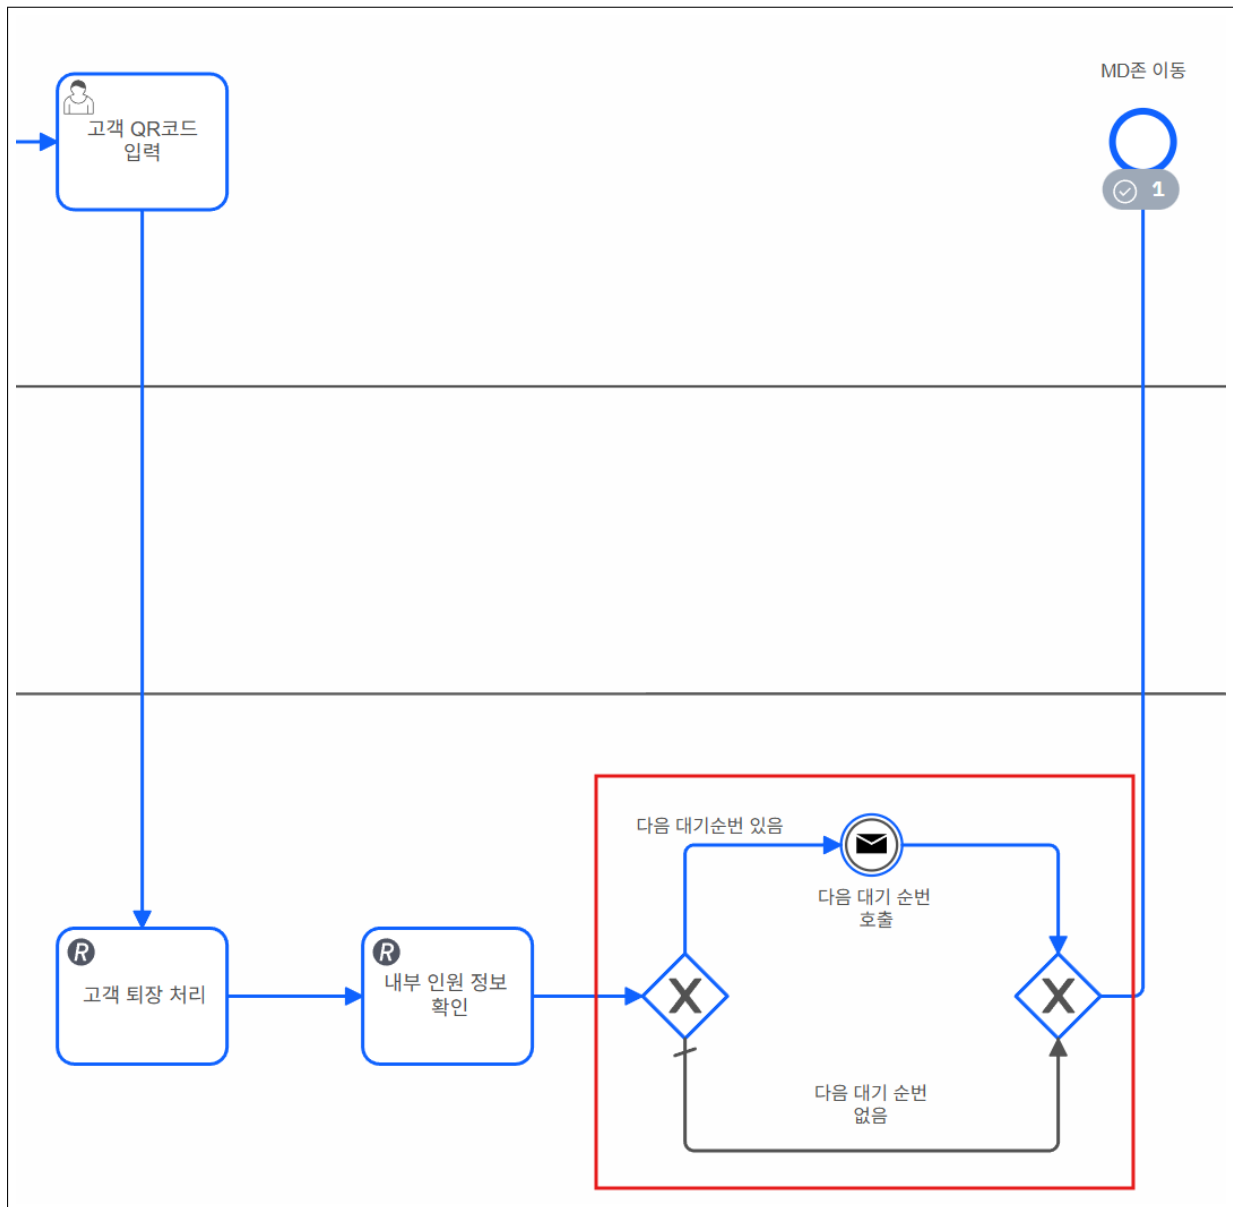 MD존 이동
고객 QR코드
입력
1
다음 대기순번 있음
다음 대기 순번
호출
R
고객 퇴장 처리
R
내부 인원 정보
확인
X
X
다음 대기 순번
없음